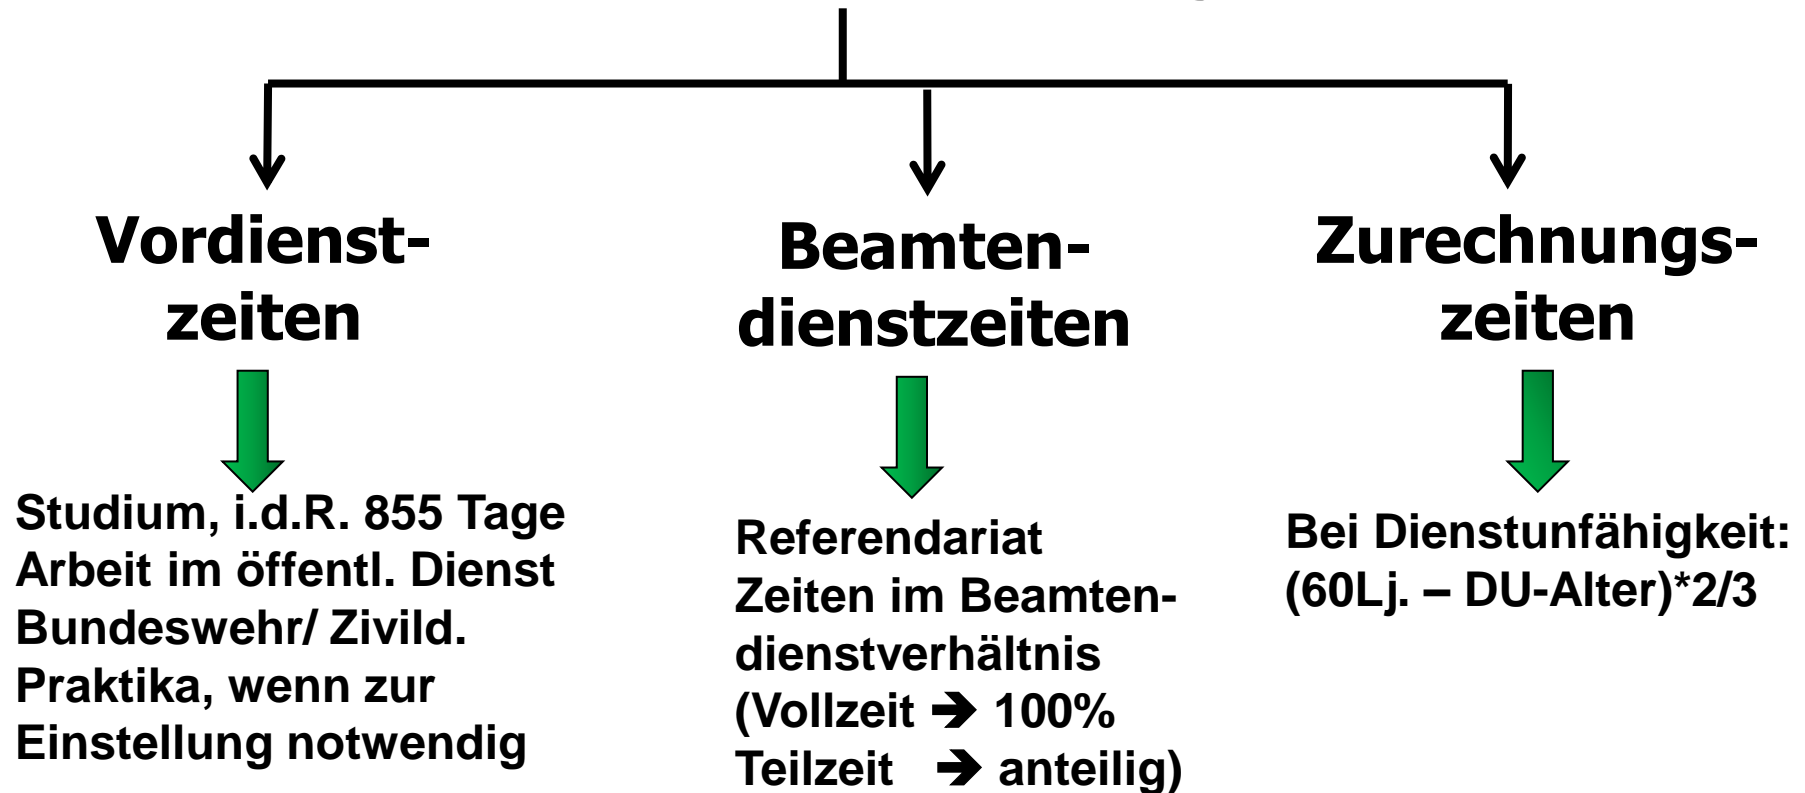 Vordienst-
zeiten
Beamten-
dienstzeiten
Zurechnungs-
zeiten
Studium, i.d.R. 855 Tage
Arbeit im öffentl. Dienst
Bundeswehr/ Zivild.
Praktika, wenn zur
Einstellung notwendig
Referendariat
Zeiten im Beamten-
dienstverhältnis
(Vollzeit ➔ 100%
Teilzeit ➔ anteilig)
Bei Dienstunfähigkeit:
(60Lj. – DU-Alter)*2/3